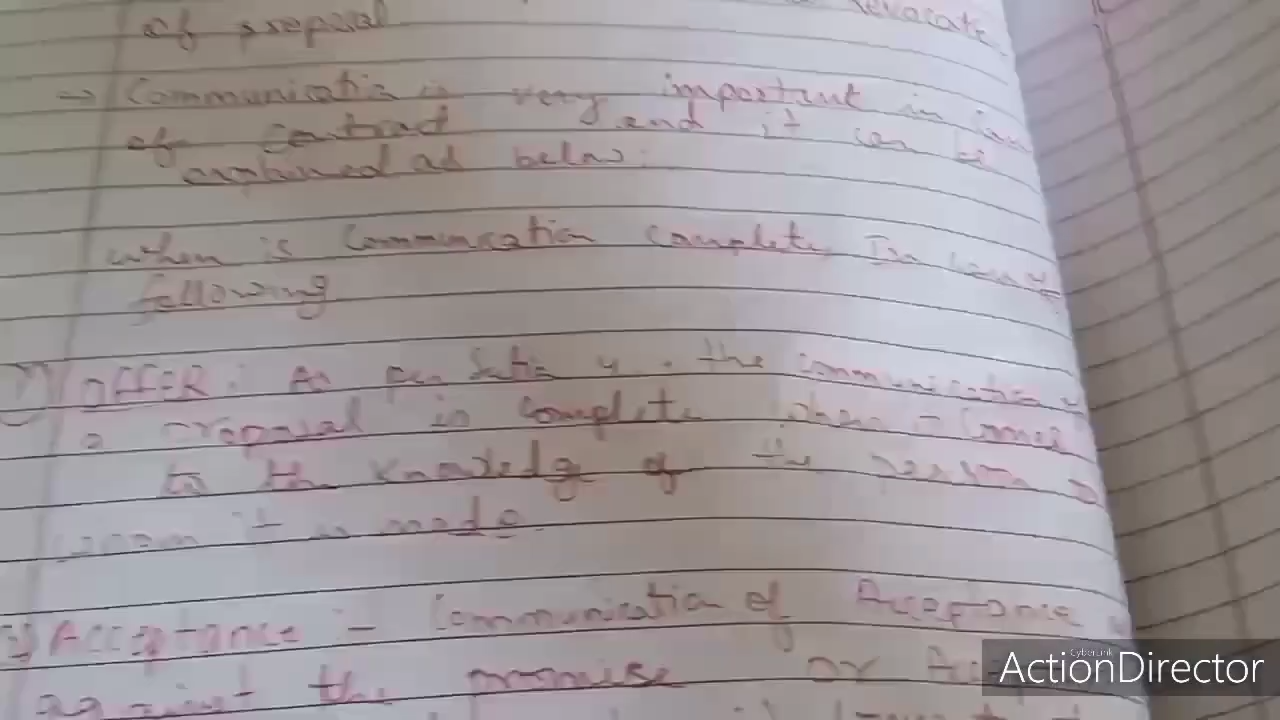 of proposal revocate
→ Communication is very important in case
of contract and it can be
explained as below:
when is communication complete In case of
following
1) OFFER: As per Section 4. the communication of
a proposal is complete when it comes
to the knowledge of the person to
whom it is made.
2) Acceptance :- Communication of Acceptance
against the promise or
CyberLink
ActionDirector